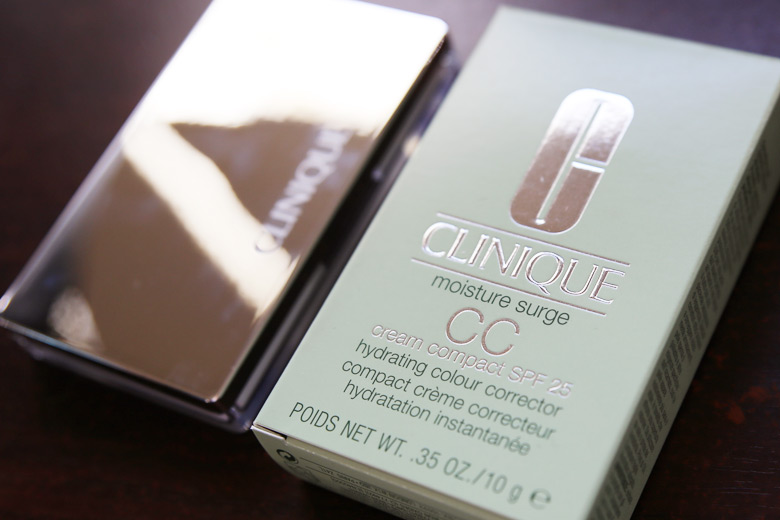 CLINIQUE
CLINIQUE
moisture surge
CC
cream compact SPF 25
hydrating colour corrector
compact crème correcteur
hydratation instantanée
POIDS NET WT. .35 OZ./10 g ℮